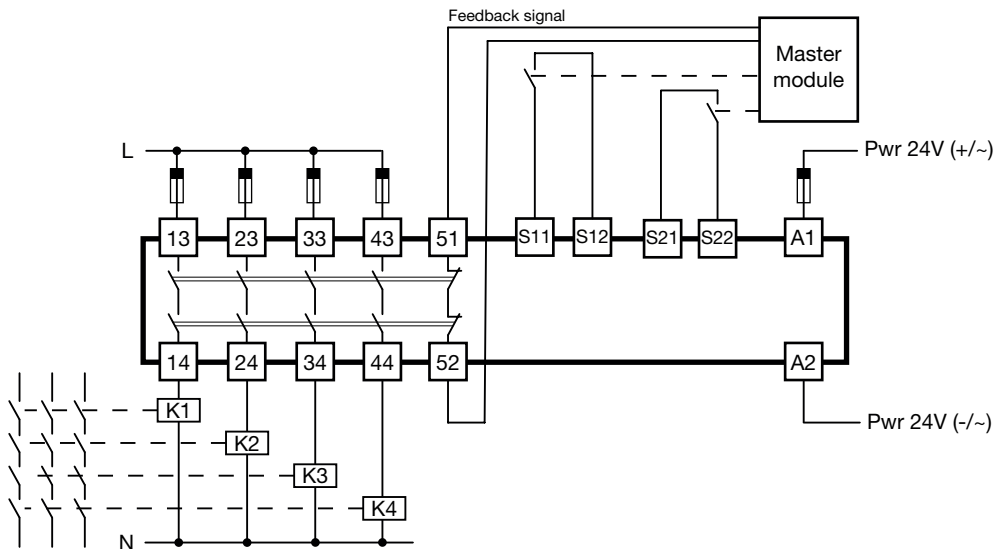 Feedback signal
Master
module
L
Pwr 24V (+/~)
13
23
33
43
51
S11
S12
S21
S22
A1
14
24
34
44
52
A2
K1
Pwr 24V (-/~)
K2
K3
K4
N